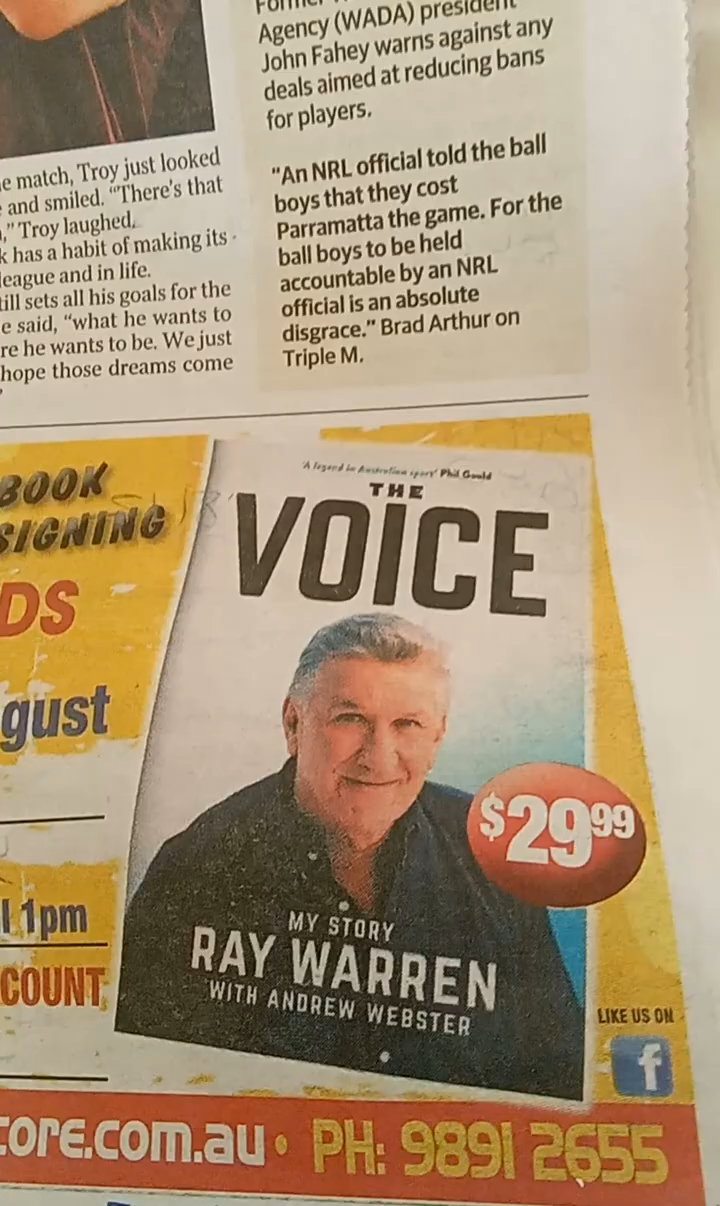 Agency (WADA) president
John Fahey warns against any
deals aimed at reducing bans
for players.
"An NRL official told the ball
boys that they cost
Parramatta the game. For the
ball boys to be held
accountable by an NRL
official is an absolute
disgrace." Brad Arthur on
Triple M.
e match, Troy just looked
and smiled. "There's that
," Troy laughed.
k has a habit of making its
league and in life.
till sets all his goals for the
e said, "what he wants to
re he wants to be. We just
hope those dreams come
BOOK
SIGNING
DS
gust
1pm
COUNT
'A legend in Australian sport' Phil Gould
THE
VOICE
$29.99
MY STORY
RAY WARREN
WITH ANDREW WEBSTER
LIKE US ON
f
core.com.au • PH: 9891 2655